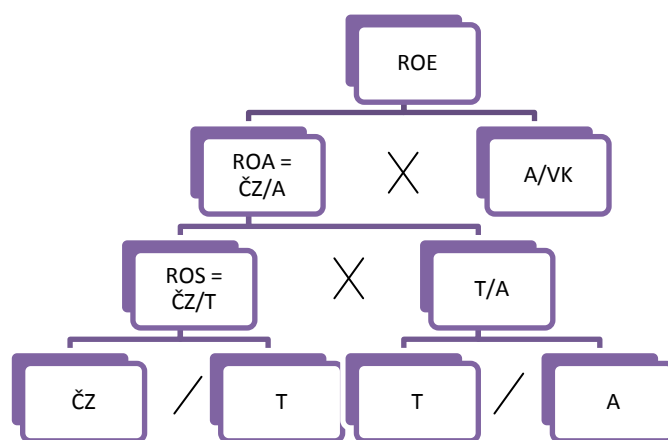 ROE
ROA =
ČZ/A
A/VK
ROS =
ČZ/T
T/A
ČZ
T
T
A